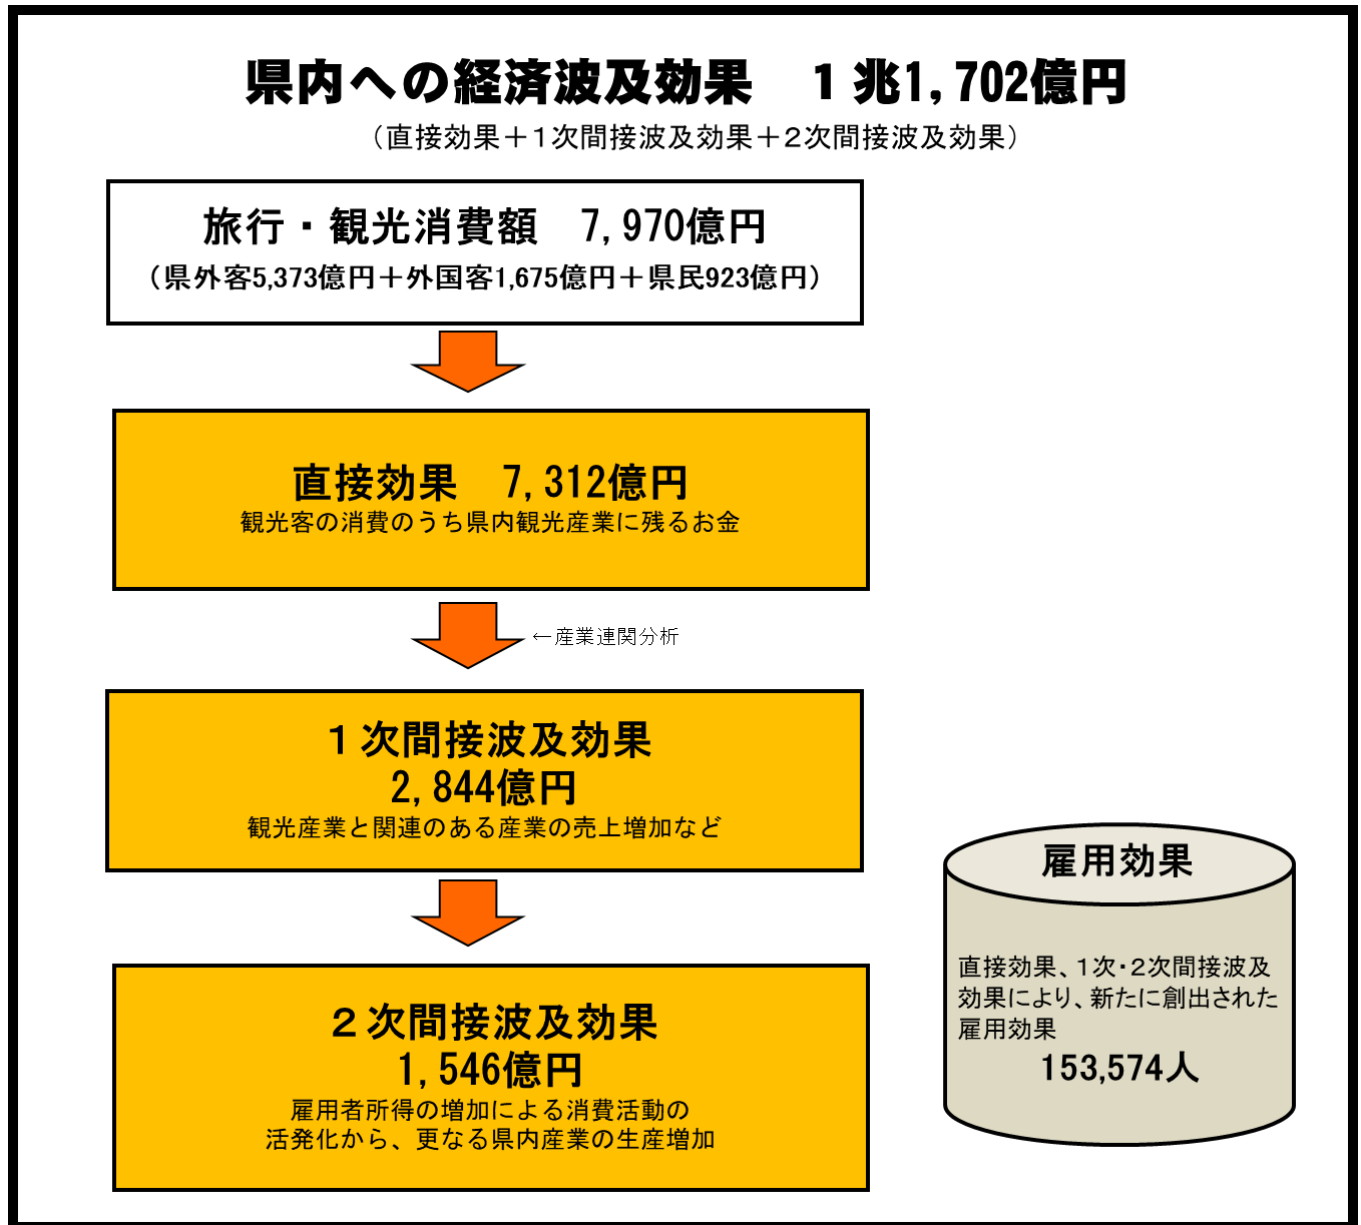 県内への経済波及効果　１兆1,702億円
（直接効果＋１次間接波及効果＋２次間接波及効果）
旅行・観光消費額　7,970億円
（県外客5,373億円＋外国客1,675億円＋県民923億円）
直接効果　7,312億円
観光客の消費のうち県内観光産業に残るお金
←産業連関分析
１次間接波及効果
2,844億円
観光産業と関連のある産業の売上増加など
２次間接波及効果
1,546億円
雇用者所得の増加による消費活動の
活発化から、更なる県内産業の生産増加
雇用効果
直接効果、１次・２次間接波及
効果により、新たに創出された
雇用効果
153,574人